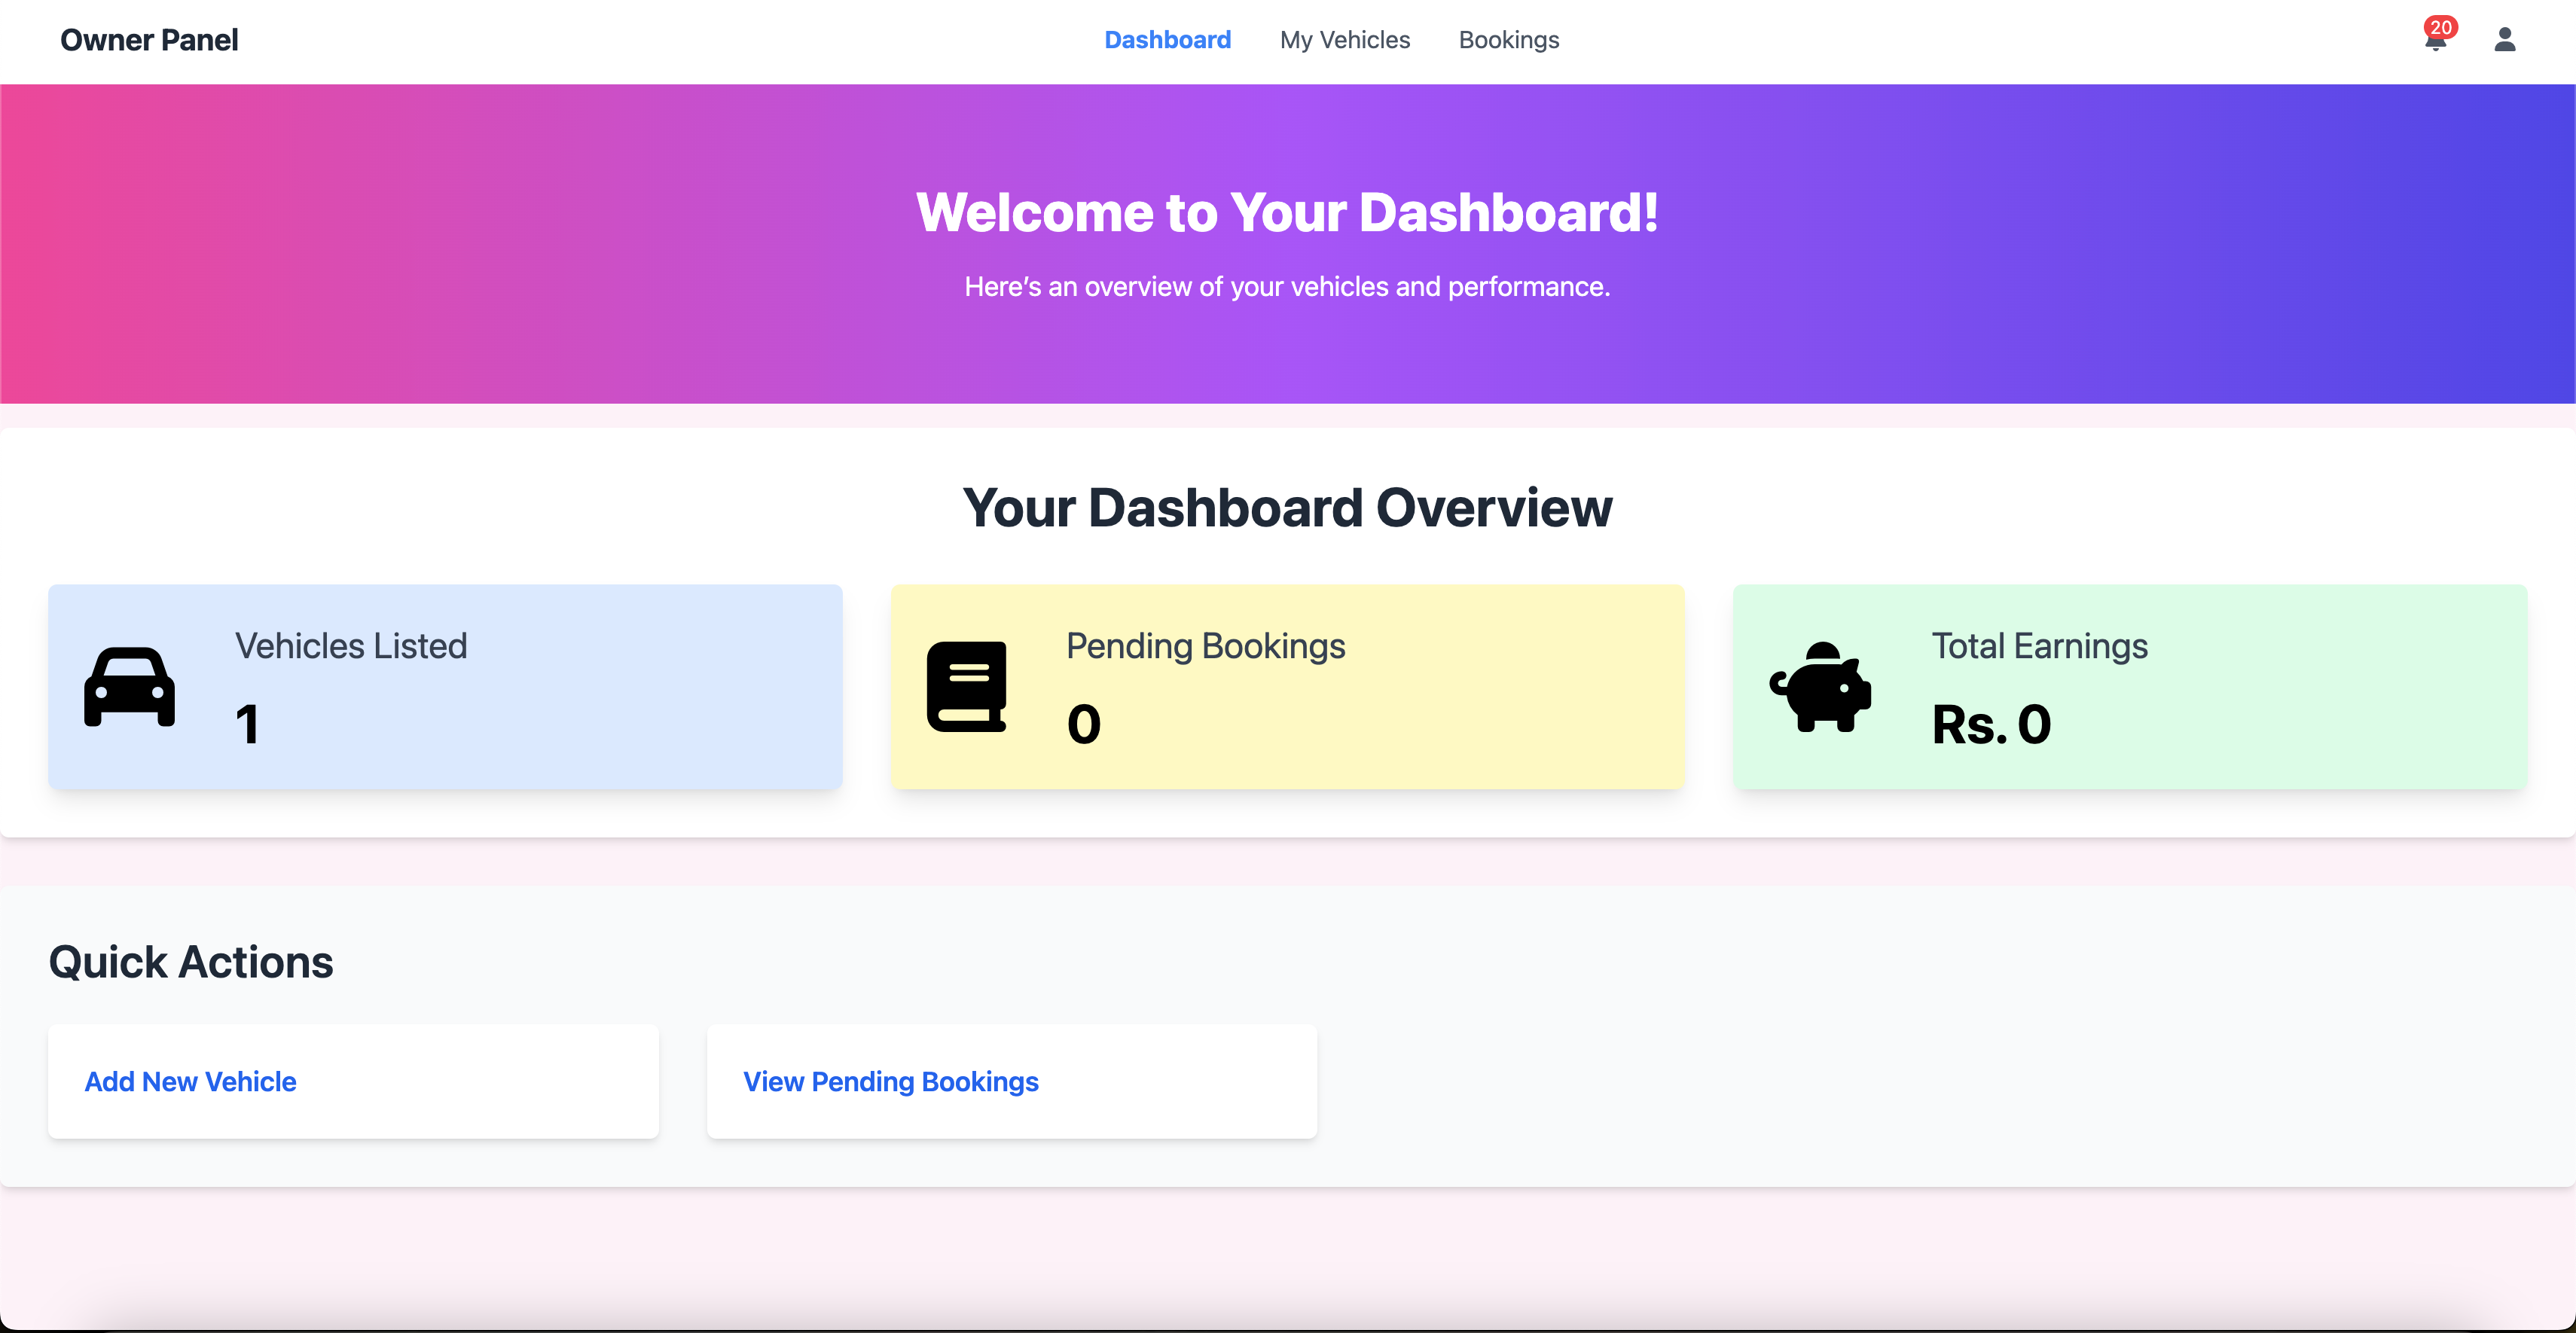 Owner Panel
Dashboard
My Vehicles
Bookings
20
Welcome to Your Dashboard!
Here’s an overview of your vehicles and performance.
Your Dashboard Overview
Vehicles Listed
1
Pending Bookings
0
Total Earnings
Rs. 0
Quick Actions
Add New Vehicle
View Pending Bookings